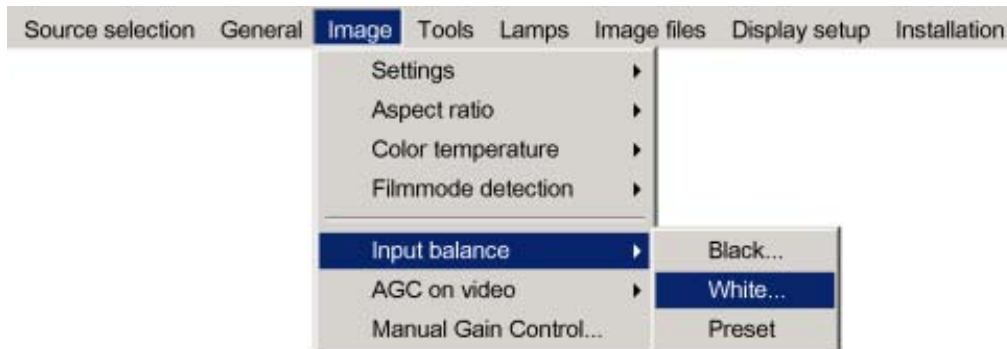 Source selection General Image Tools Lamps Image files Display setup Installation
Settings
Aspect ratio
Color temperature
Filmmode detection
Input balance Black...
AGC on video White...
Manual Gain Control... Preset